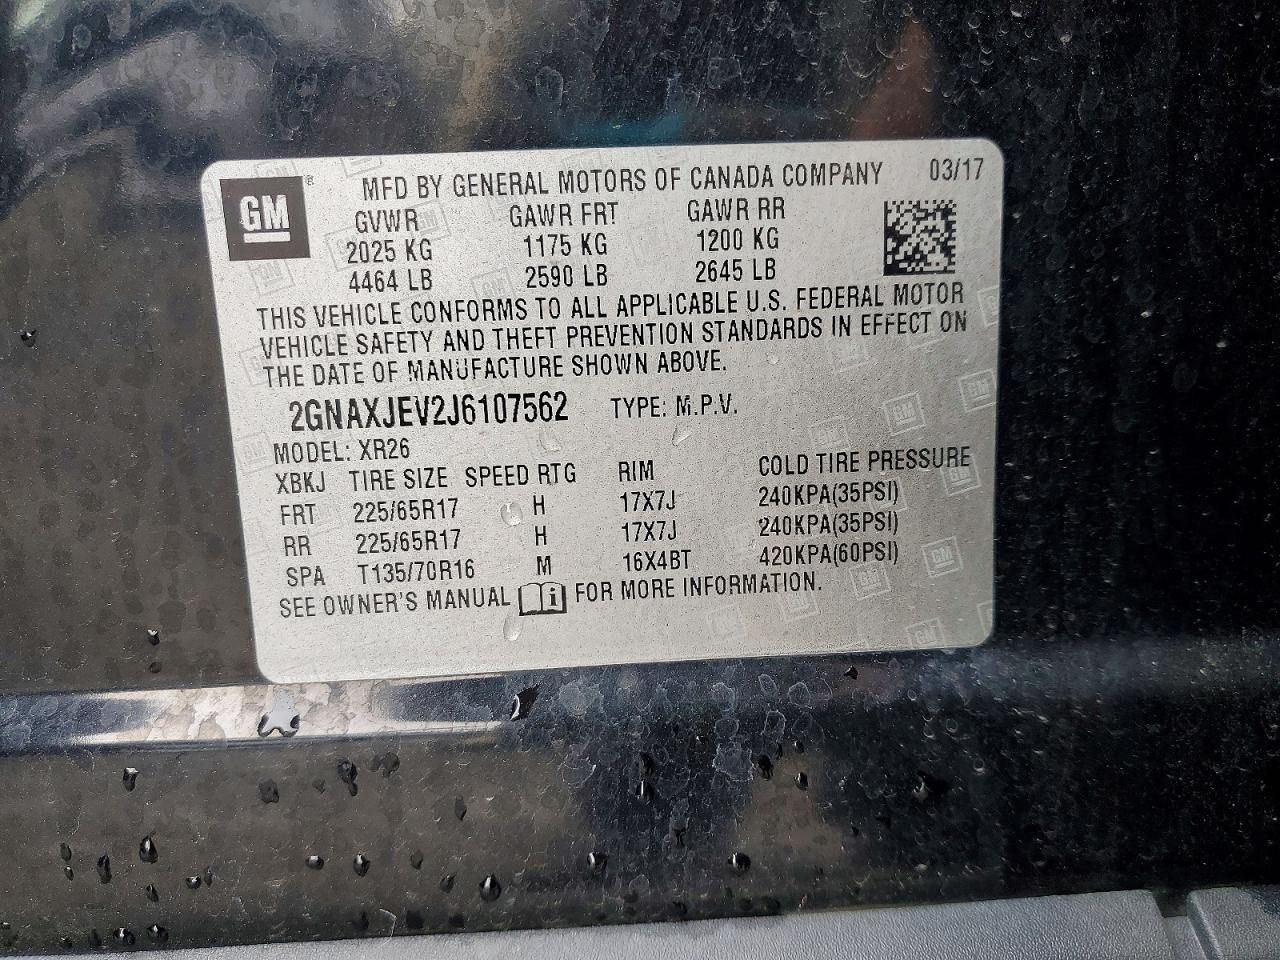 GM ® MFD BY GENERAL MOTORS OF CANADA COMPANY 03/17
GVWR GAWR FRT GAWR RR
2025 KG 1175 KG 1200 KG
4464 LB 2590 LB 2645 LB
THIS VEHICLE CONFORMS TO ALL APPLICABLE U.S. FEDERAL MOTOR
VEHICLE SAFETY AND THEFT PREVENTION STANDARDS IN EFFECT ON
THE DATE OF MANUFACTURE SHOWN ABOVE.
2GNAXJEV2J6107562 TYPE: M.P.V.
MODEL: XR26
XBKJ TIRE SIZE SPEED RTG RIM COLD TIRE PRESSURE
FRT 225/65R17 H 17X7J 240KPA(35PSI)
RR 225/65R17 H 17X7J 240KPA(35PSI)
SPA T135/70R16 M 16X4BT 420KPA(60PSI)
SEE OWNER'S MANUAL i FOR MORE INFORMATION.